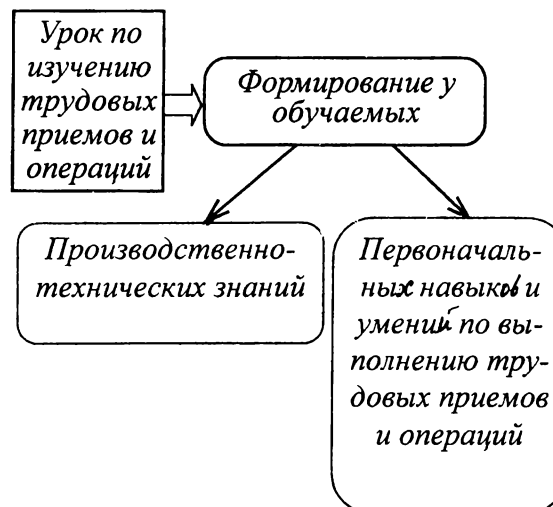 Урок по
изучению
трудовых
приемов и
операций
Формирование у
обучаемых
Производственно-
технических знаний
Первоначаль-
ных навыков и
умений по вы-
полнению тру-
довых приемов
и операций